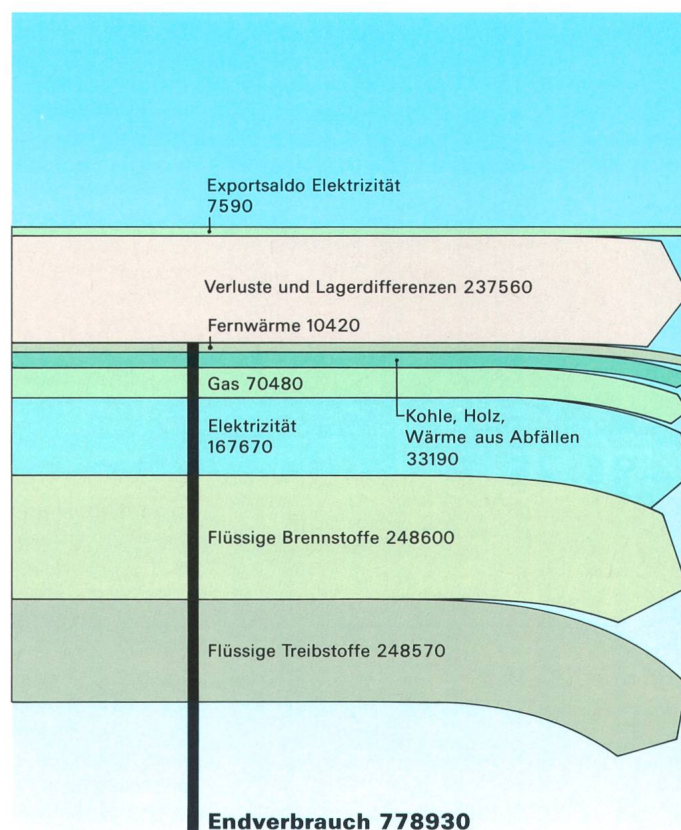 Exportsaldo Elektrizität
7590
Verluste und Lagerdifferenzen 237560
Fernwärme 10420
Gas 70480
Kohle, Holz,
Wärme aus Abfällen
33190
Elektrizität
167670
Flüssige Brennstoffe 248600
Flüssige Treibstoffe 248570
Endverbrauch 778930